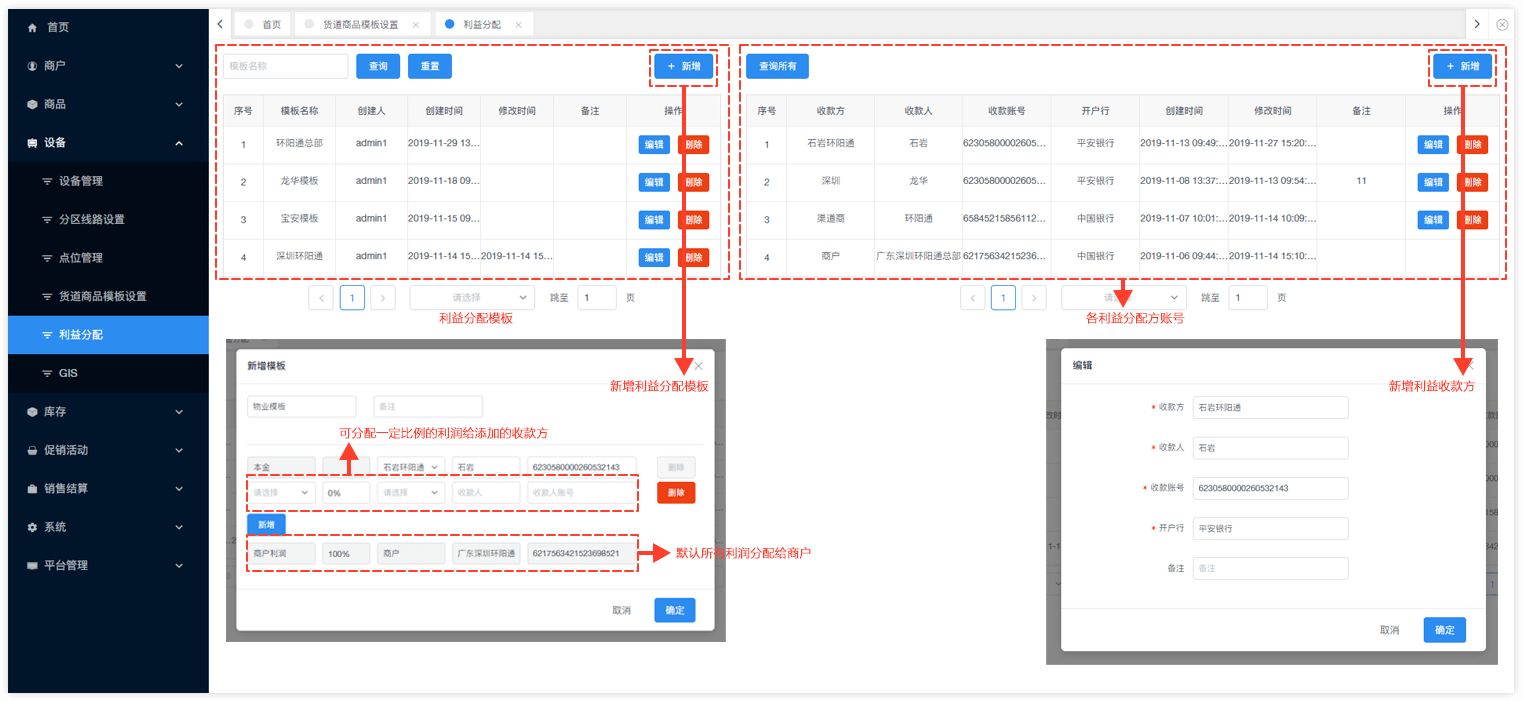 首页
商户
商品
设备
设备管理
分区线路设置
点位管理
货道商品模板设置
利益分配
GIS
库存
促销活动
销售结算
系统
平台管理
首页
货道商品模板设置
利益分配
模板名称 查询 重置 + 新增
序号 模板名称 创建人 创建时间 修改时间 备注 操作
1 环阳通总部 admin1 2019-11-29 13... 编辑 删除
2 龙华模板 admin1 2019-11-18 09... 编辑 删除
3 宝安模板 admin1 2019-11-15 09... 编辑 删除
4 深圳环阳通 admin1 2019-11-14 15... 2019-11-14 15... 编辑 删除
1 请选择 跳至 1 页
利益分配模板
查询所有 + 新增
序号 收款方 收款人 收款账号 开户行 创建时间 修改时间 备注 操作
1 石岩环阳通 石岩 62305800002605... 平安银行 2019-11-13 09:49:... 2019-11-27 15:20:... 编辑 删除
2 深圳 龙华 62305800002605... 平安银行 2019-11-08 13:37:... 2019-11-13 09:54:... 11 编辑 删除
3 渠道商 环阳通 65845215856112... 中国银行 2019-11-07 10:01:... 2019-11-14 10:09:... 编辑 删除
4 商户 广东深圳环阳通总部 62175634215236... 中国银行 2019-11-06 09:44:... 2019-11-14 15:10:... 编辑 删除
1 跳至 1 页
各利益分配方账号
新增模板
新增利益分配模板
物业模板 备注
可分配一定比例的利润给添加的收款方
本金 石岩环阳通 石岩 6230580000260532143 删除
请选择 0% 请选择 收款人 收款人账号 删除
新增
商户利润 100% 商户 广东深圳环阳通 6217563421523698521
默认所有利润分配给商户
取消 确定
编辑
新增利益收款方
* 收款方 石岩环阳通
* 收款人 石岩
* 收款账号 6230580000260532143
* 开户行 平安银行
备注 备注
取消 确定